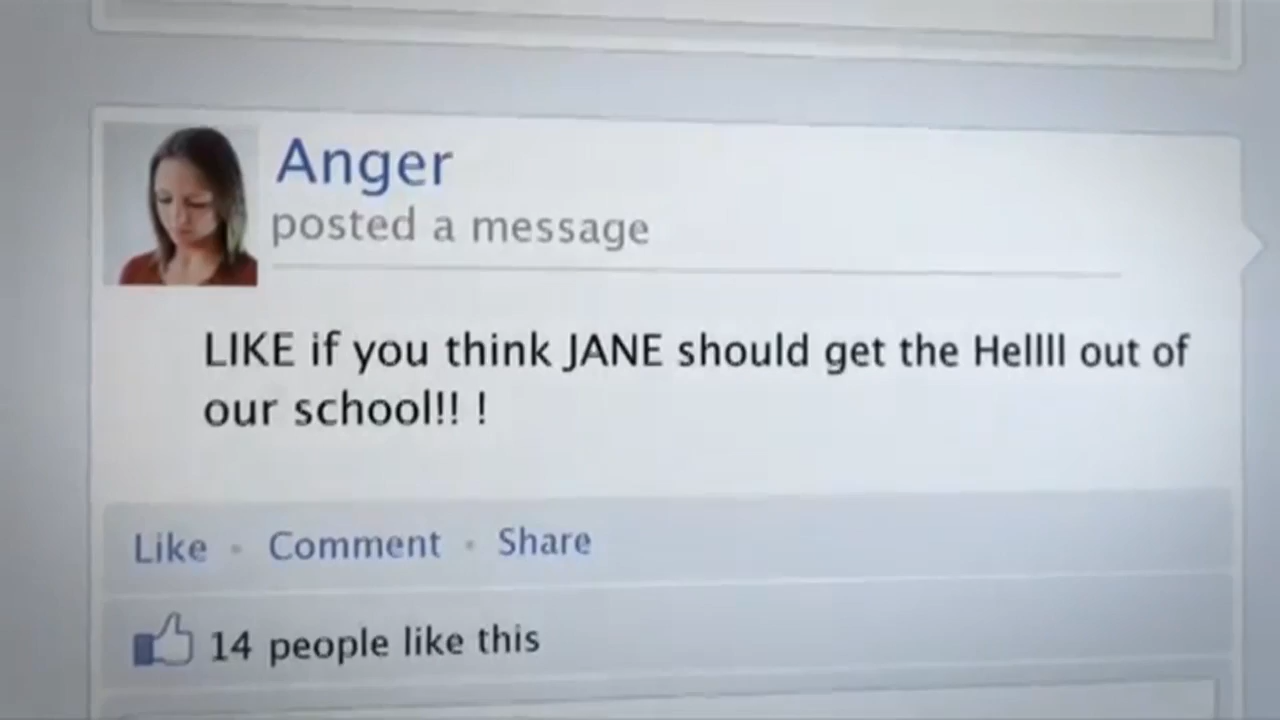 Anger
posted a message
LIKE if you think JANE should get the Hellll out of
our school!! !
Like • Comment • Share
14 people like this